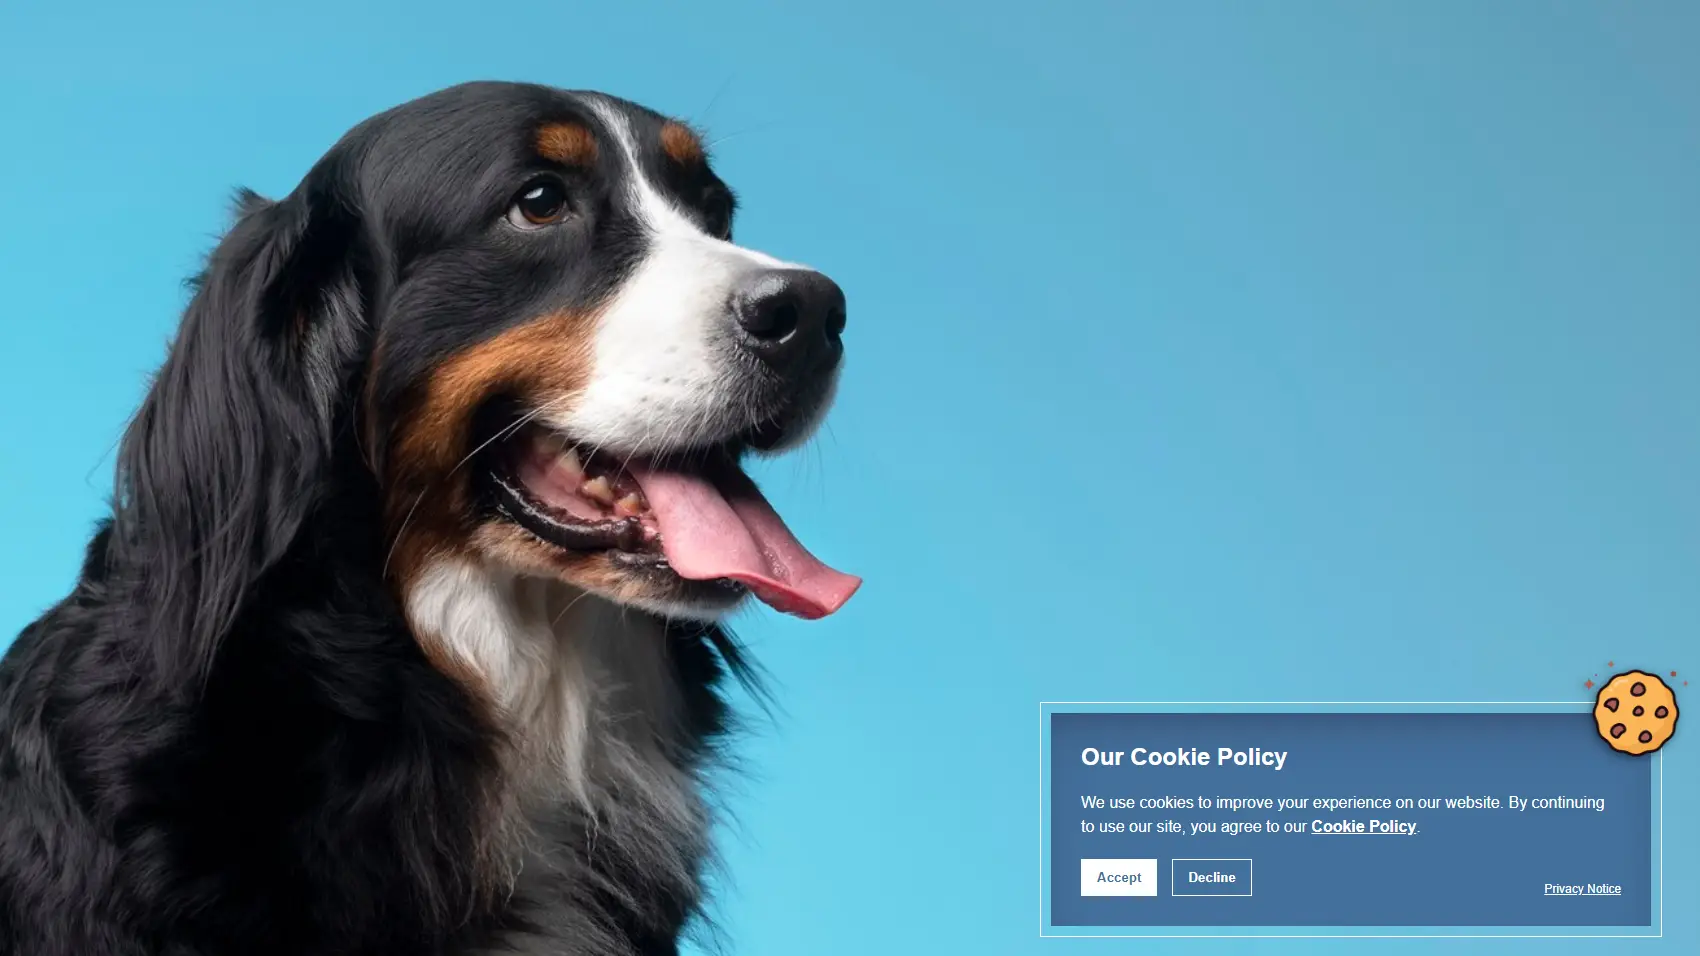 Our Cookie Policy
We use cookies to improve your experience on our website. By continuing
to use our site, you agree to our Cookie Policy.
Accept
Decline
Privacy Notice